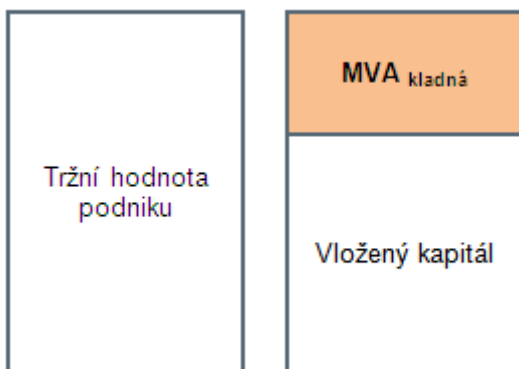 Tržní hodnota
podniku
MVA kladná
Vložený kapitál